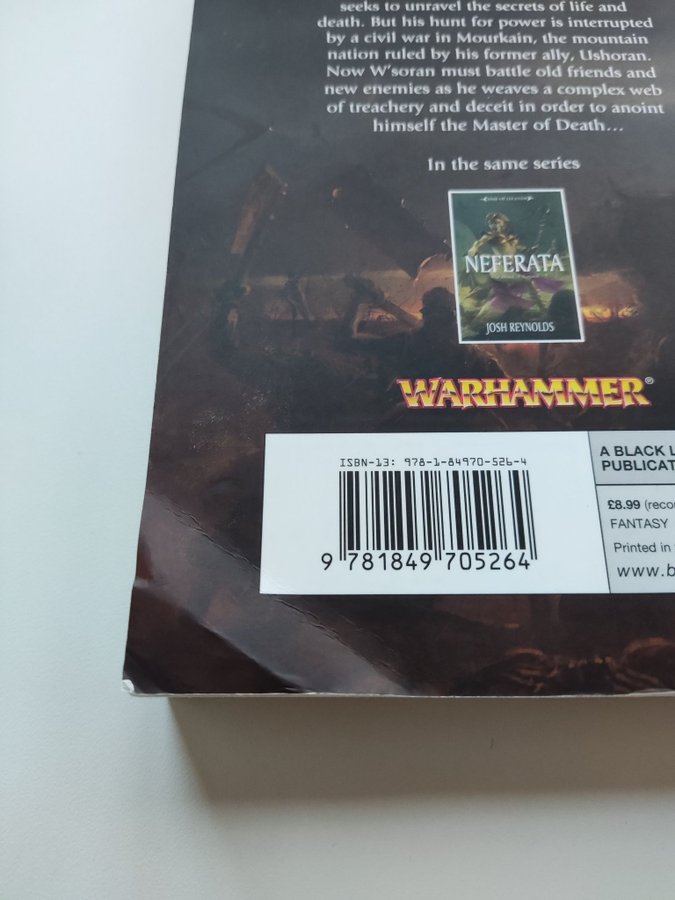 seeks to unravel the secrets of life and
death. But his hunt for power is interrupted
by a civil war in Mourkain, the mountain
nation ruled by his former ally, Ushoran.
Now W'soran must battle old friends and
new enemies as he weaves a complex web
of treachery and deceit in order to anoint
himself the Master of Death...
In the same series
NEFERATA
JOSH REYNOLDS
WARHAMMER®
ISBN-13: 978-1-84970-526-4
9 781849 705264
A BLACK L
PUBLICAT
£8.99 (reco
FANTASY
Printed in
www.b